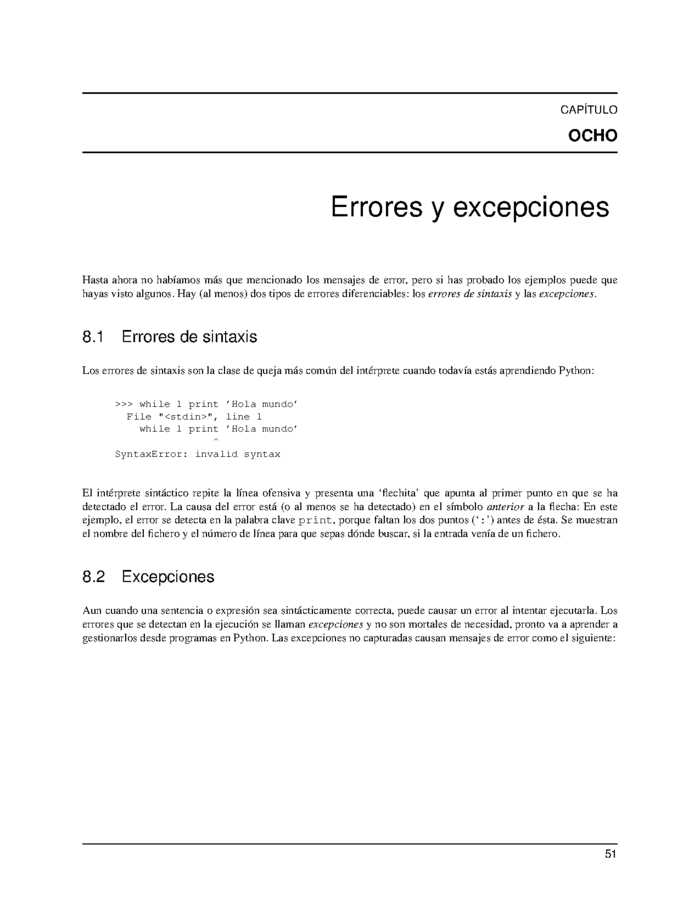 CAPÍTULO
OCHO
Errores y excepciones
Hasta ahora no habíamos más que mencionado los mensajes de error, pero si has probado los ejemplos puede que
hayas visto algunos. Hay (al menos) dos tipos de errores diferenciables: los errores de sintaxis y las excepciones.
8.1 Errores de sintaxis
Los errores de sintaxis son la clase de queja más común del intérprete cuando todavía estás aprendiendo Python:
>>> while 1 print ’Hola mundo’
File "<stdin>", line 1
while 1 print ’Hola mundo’
^
SyntaxError: invalid syntax
El intérprete sintáctico repite la línea ofensiva y presenta una ‘flechita’ que apunta al primer punto en que se ha
detectado el error. La causa del error está (o al menos se ha detectado) en el símbolo anterior a la flecha: En este
ejemplo, el error se detecta en la palabra clave print, porque faltan los dos puntos (‘:’) antes de ésta. Se muestran
el nombre del fichero y el número de línea para que sepas dónde buscar, si la entrada venía de un fichero.
8.2 Excepciones
Aun cuando una sentencia o expresión sea sintácticamente correcta, puede causar un error al intentar ejecutarla. Los
errores que se detectan en la ejecución se llaman excepciones y no son mortales de necesidad, pronto va a aprender a
gestionarlos desde programas en Python. Las excepciones no capturadas causan mensajes de error como el siguiente:
51